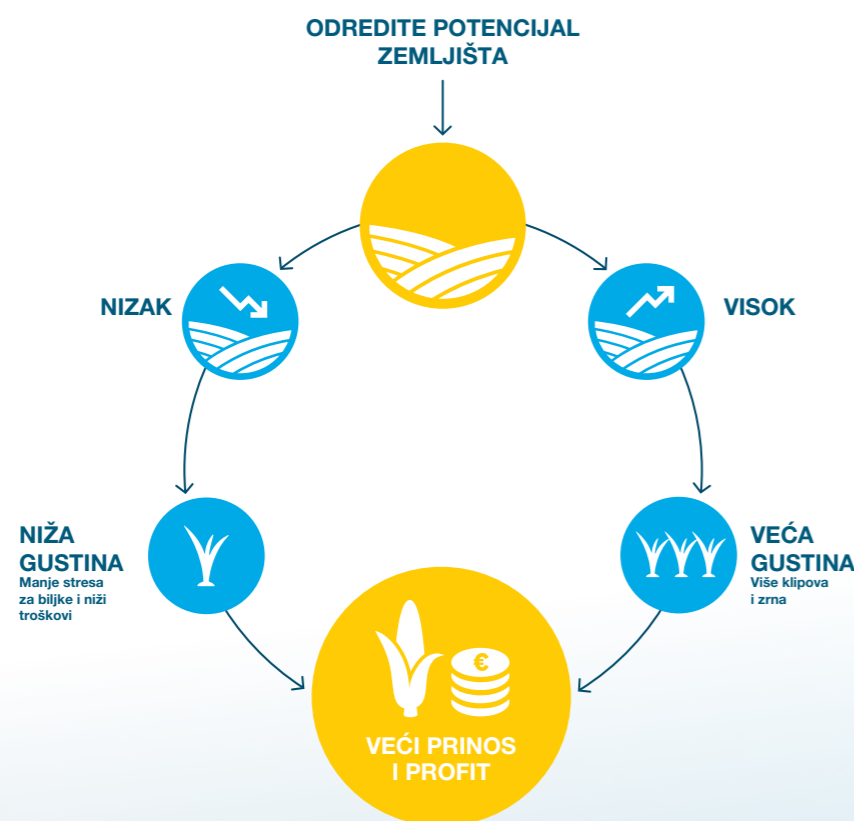 ODREDITE POTENCIJAL
ZEMLJIŠTA
NIZAK
VISOK
NIŽA
GUSTINA
Manje stresa
za biljke i niži
troškovi
VEĆA
GUSTINA
Više klipova
i zrna
€
VEĆI PRINOS
I PROFIT